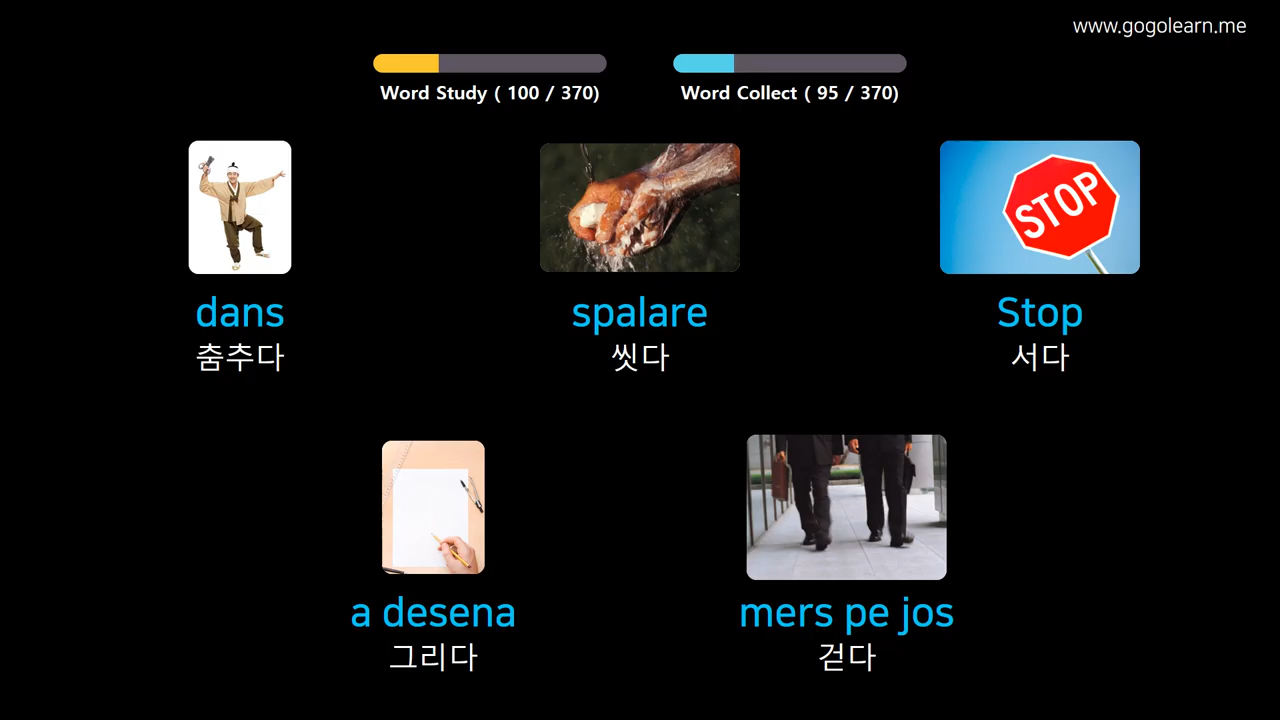 www.gogolearn.me
Word Study ( 100 / 370)
Word Collect ( 95 / 370)
STOP
dans
춤추다
spalare
씻다
Stop
서다
a desena
그리다
mers pe jos
걷다